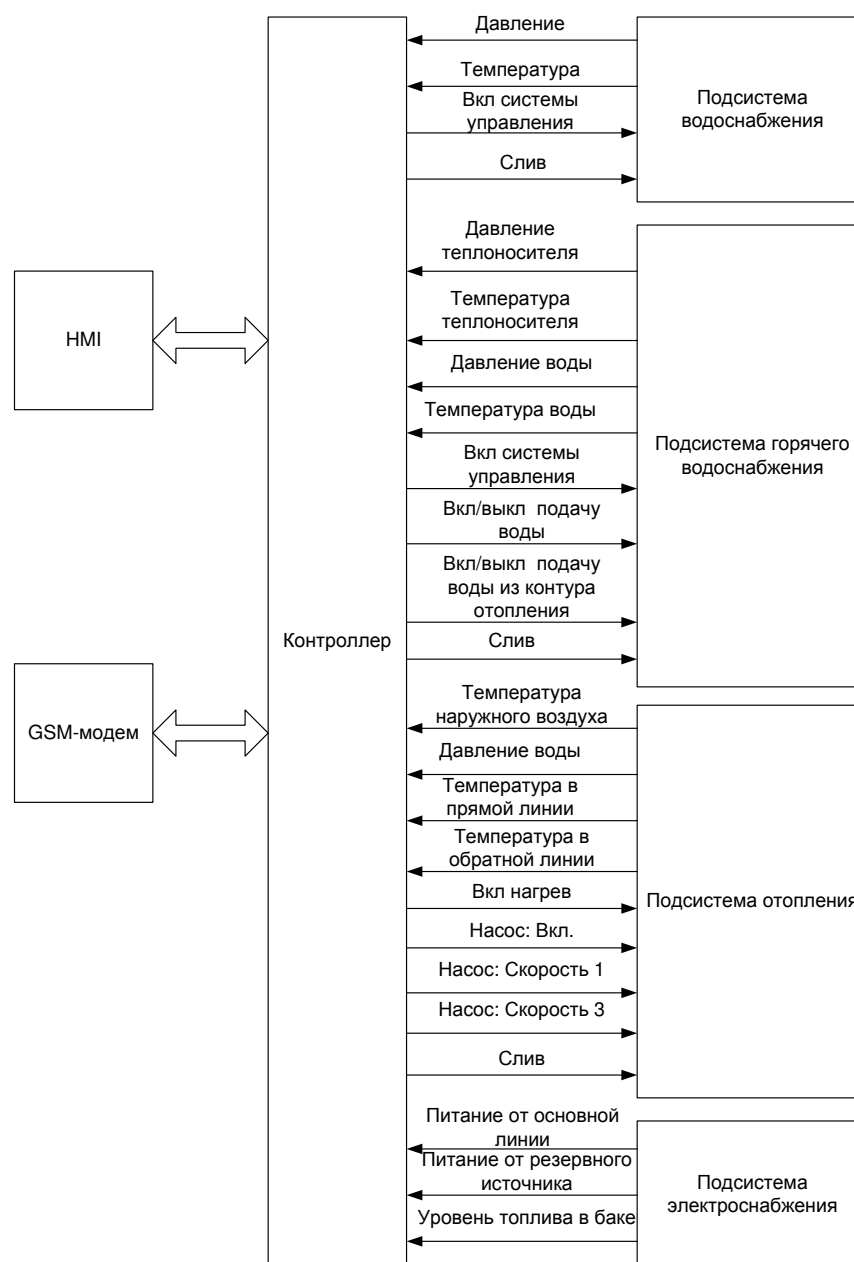 Давление
Температура
Вкл системы
управления
Слив
Подсистема
водоснабжения
Давление
теплоносителя
Температура
теплоносителя
Давление воды
Температура воды
Вкл системы
управления
Вкл/выкл подачу
воды
Вкл/выкл подачу
воды из контура
отопления
Слив
Подсистема горячего
водоснабжения
HMI
Контроллер
GSM-модем
Температура
наружного воздуха
Давление воды
Температура в
прямой линии
Температура в
обратной линии
Вкл нагрев
Насос: Вкл.
Насос: Скорость 1
Насос: Скорость 3
Слив
Подсистема отопления
Питание от основной
линии
Питание от резервного
источника
Уровень топлива в баке
Подсистема
электроснабжения